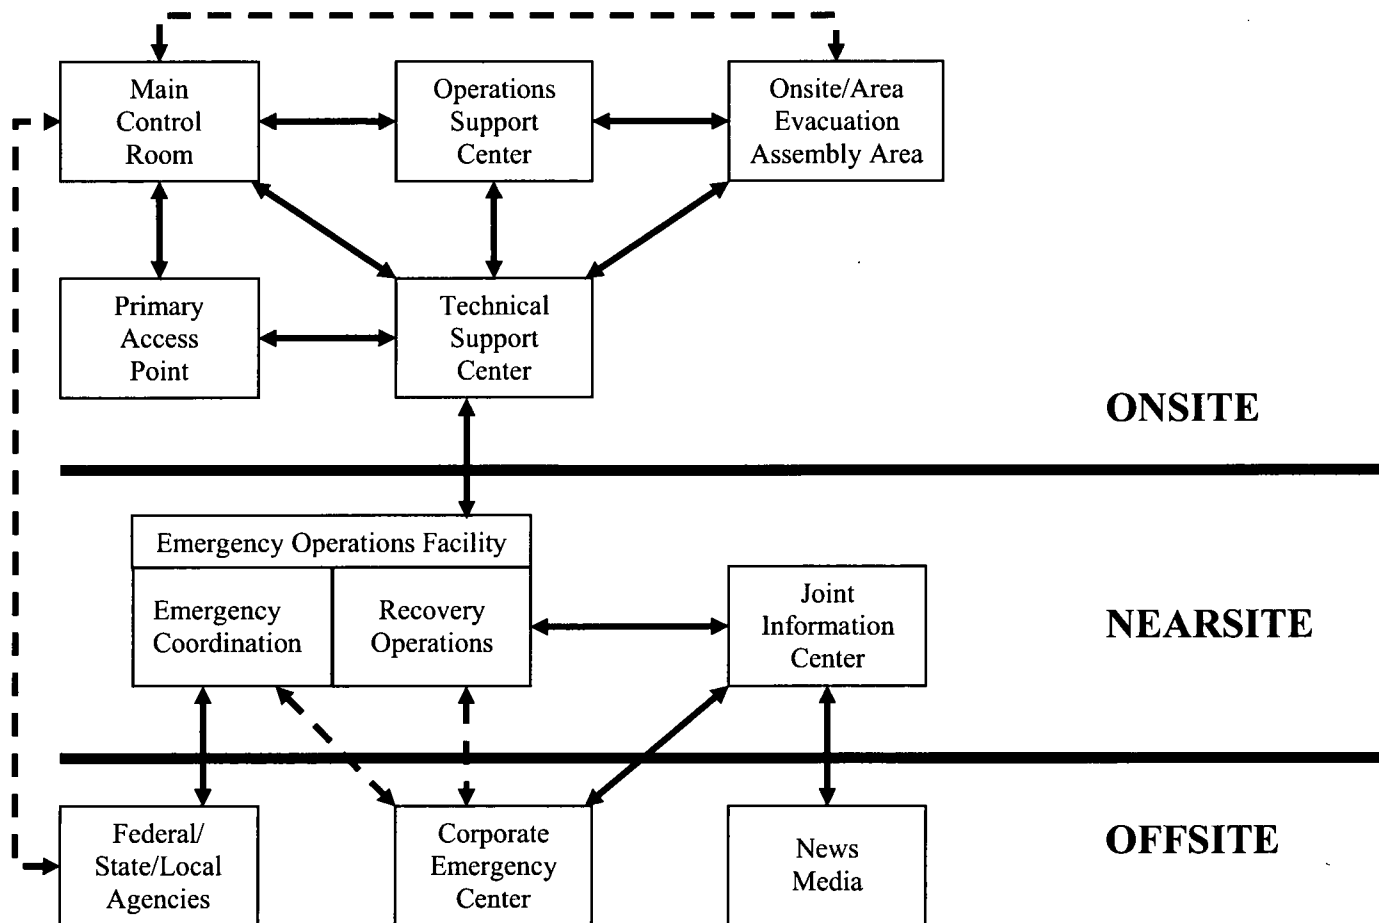 Main
Control
Room
Operations
Support
Center
Onsite/Area
Evacuation
Assembly Area
Primary
Access
Point
Technical
Support
Center
ONSITE
Emergency Operations Facility
Emergency
Coordination
Recovery
Operations
Joint
Information
Center
NEARSITE
Federal/
State/Local
Agencies
Corporate
Emergency
Center
News
Media
OFFSITE